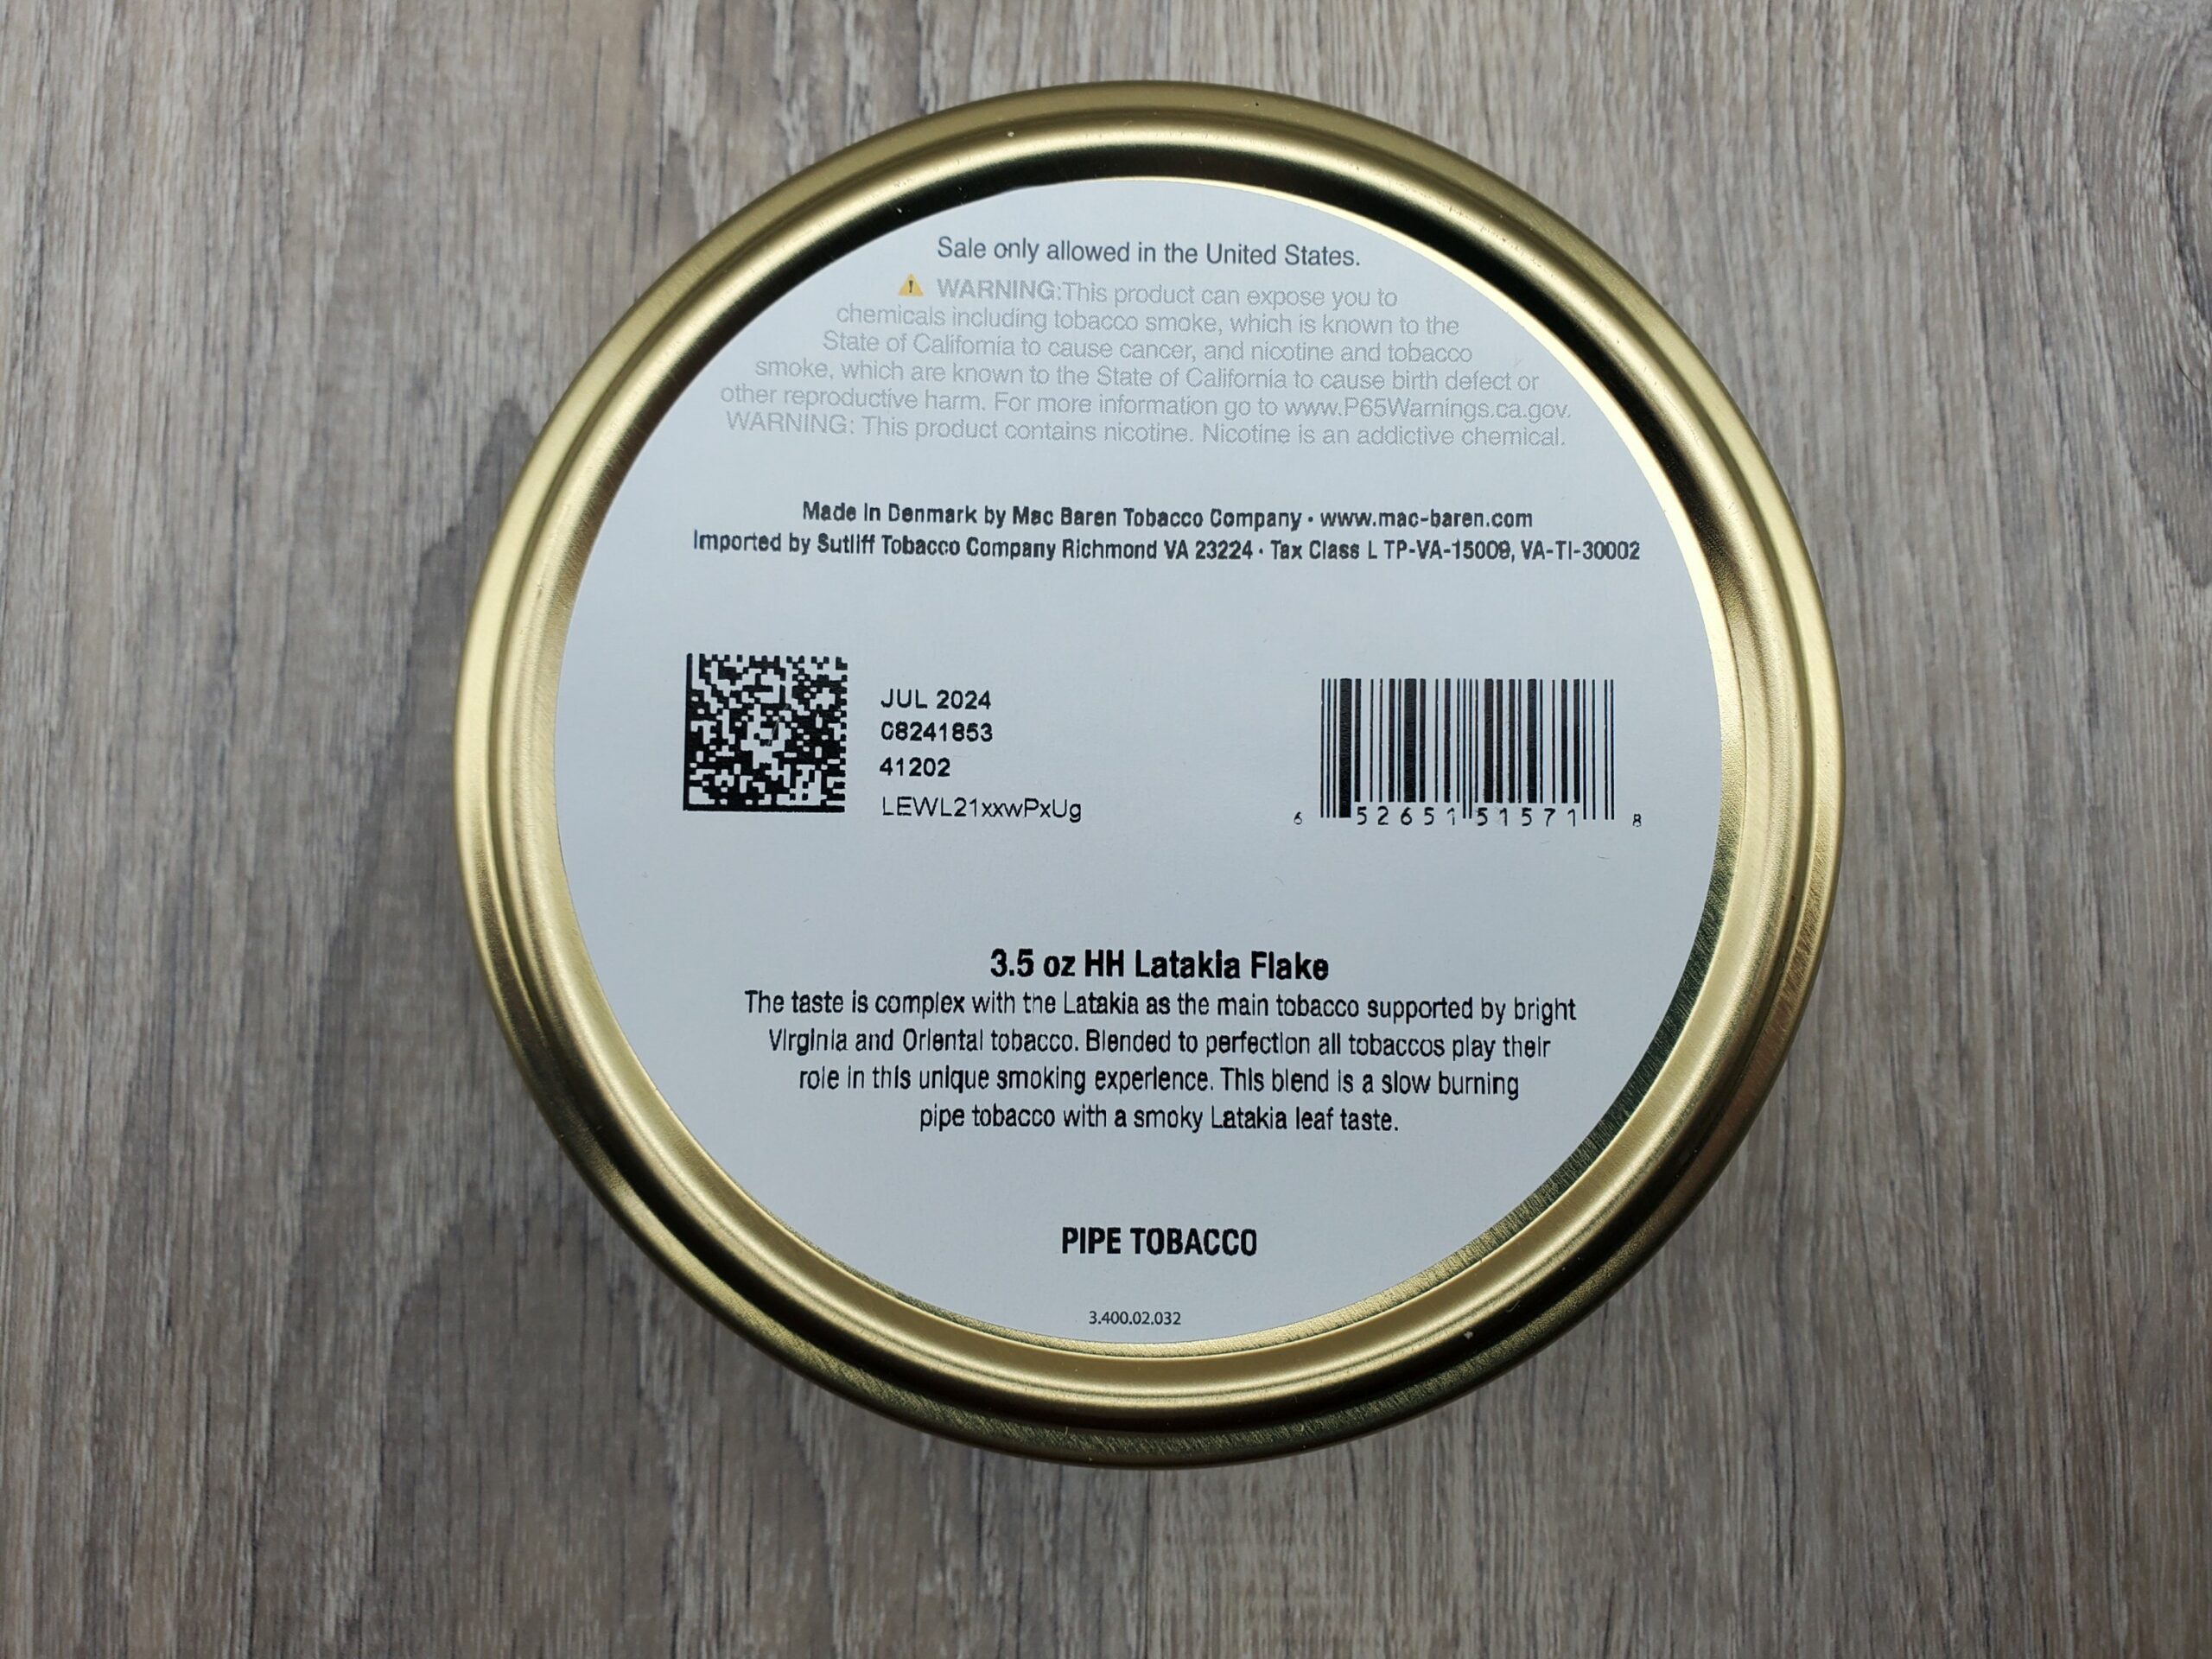 Sale only allowed in the United States.
WARNING:This product can expose you to
chemicals including tobacco smoke, which is known to the
State of California to cause cancer, and nicotine and tobacco
smoke, which are known to the State of California to cause birth defect or
other reproductive harm. For more information go to www.P65Warnings.ca.gov.
WARNING: This product contains nicotine. Nicotine is an addictive chemical.
Made In Denmark by Mac Baren Tobacco Company · www.mac-baren.com
Imported by Sutliff Tobacco Company Richmond VA 23224 · Tax Class L TP-VA-15009, VA-TI-30002
JUL 2024
08241853
41202
LEWL21xxwPxUg
6 52651 51571 8
3.5 oz HH Latakia Flake
The taste is complex with the Latakia as the main tobacco supported by bright
Virginia and Oriental tobacco. Blended to perfection all tobaccos play their
role in this unique smoking experience. This blend is a slow burning
pipe tobacco with a smoky Latakia leaf taste.
PIPE TOBACCO
3.400.02.032